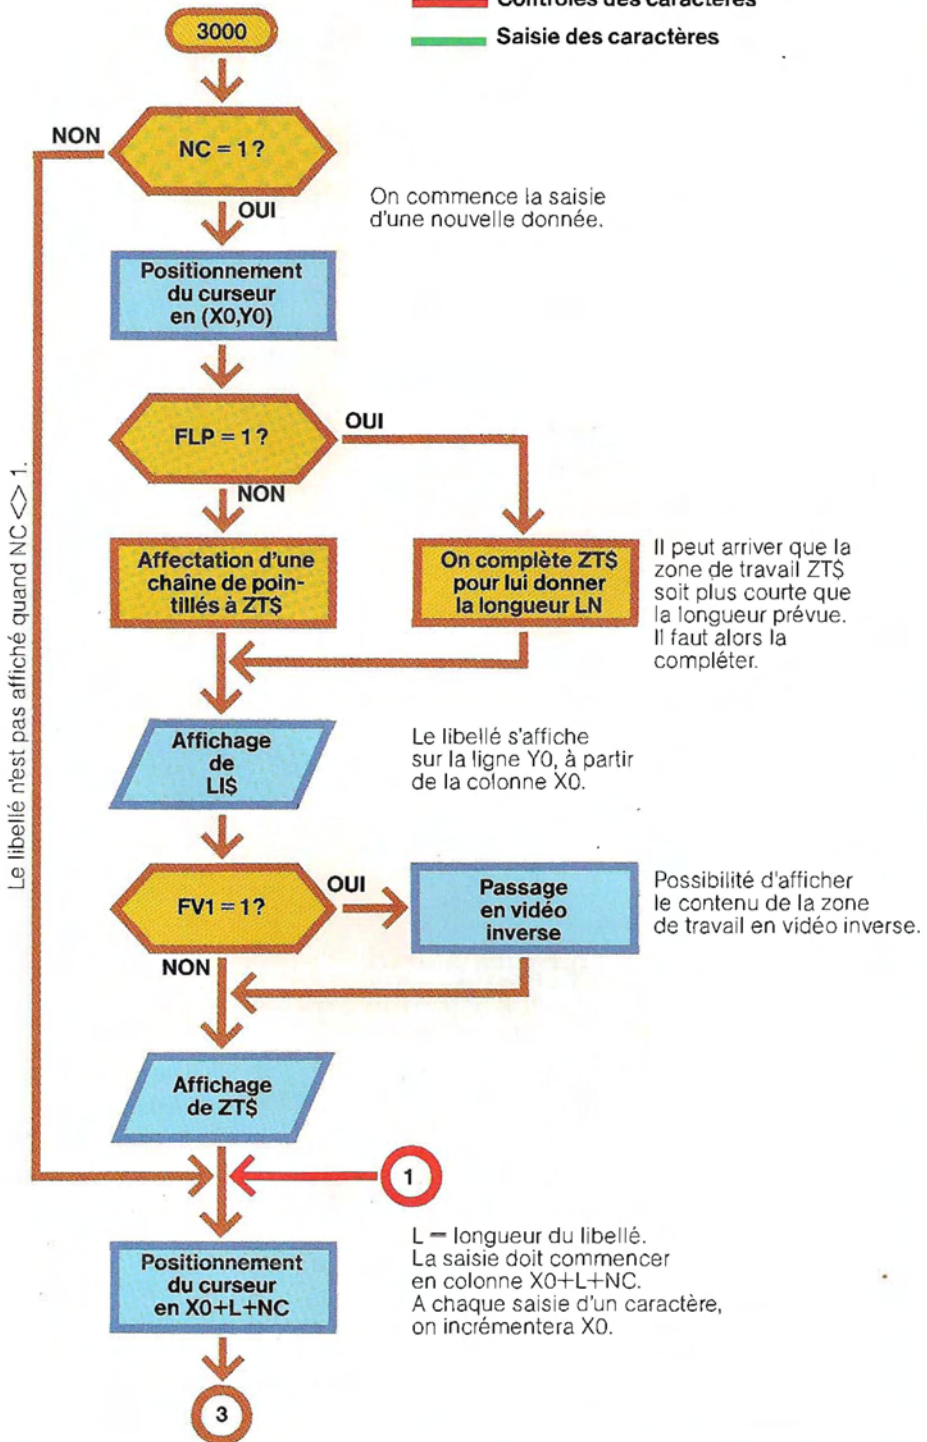 Contrôles des caractères
Saisie des caractères
3000
NON
NC = 1 ?
OUI
On commence la saisie
d'une nouvelle donnée.
Positionnement
du curseur
en (X0,Y0)
FLP = 1 ?
OUI
NON
Affectation d'une
chaîne de poin-
tillés à ZT$
On complète ZT$
pour lui donner
la longueur LN
Il peut arriver que la
zone de travail ZT$
soit plus courte que
la longueur prévue.
Il faut alors la
compléter.
Le libellé n'est pas affiché quand NC <> 1.
Affichage
de
LI$
Le libellé s'affiche
sur la ligne Y0, à partir
de la colonne X0.
FV1 = 1?
OUI
NON
Passage
en vidéo
inverse
Possibilité d'afficher
le contenu de la zone
de travail en vidéo inverse.
Affichage
de ZT$
1
Positionnement
du curseur
en X0+L+NC
L = longueur du libellé.
La saisie doit commencer
en colonne X0+L+NC.
A chaque saisie d'un caractère,
on incrémentera X0.
3